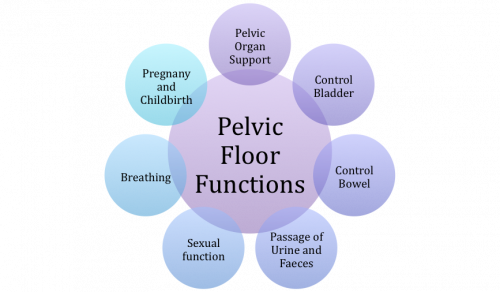 Pelvic
Organ
Support
Control
Bladder
Control
Bowel
Passage of
Urine and
Faeces
Sexual
function
Breathing
Pregnany
and
Childbirth
Pelvic
Floor
Functions